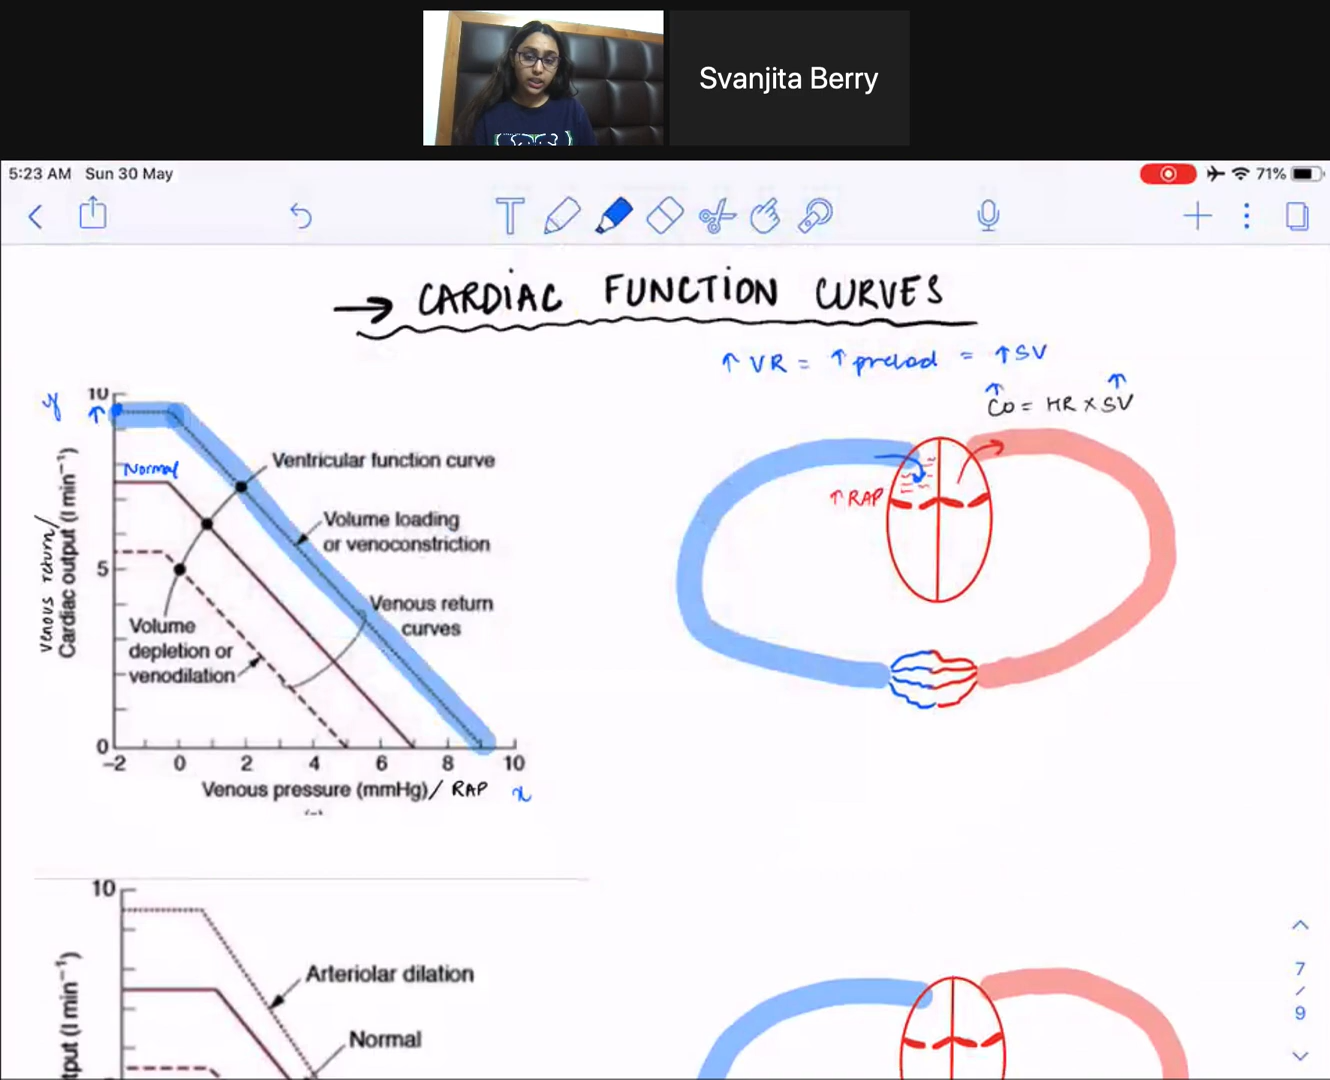 Svanjita Berry
5:23 AM Sun 30 May
71%
T
→ CARDIAC FUNCTION CURVES
↑ VR = ↑ preload = ↑ SV
↑ ↑
CO = HR x SV
y ↑
10
5
0
Venous return/
Cardiac output (l min⁻¹)
Normal
Ventricular function curve
Volume loading
or venoconstriction
Venous return
curves
Volume
depletion or
venodilation
−2 0 2 4 6 8 10
Venous pressure (mmHg) / RAP x
↑ RAP
10
tput (l min⁻¹)
Arteriolar dilation
Normal
7
/
9